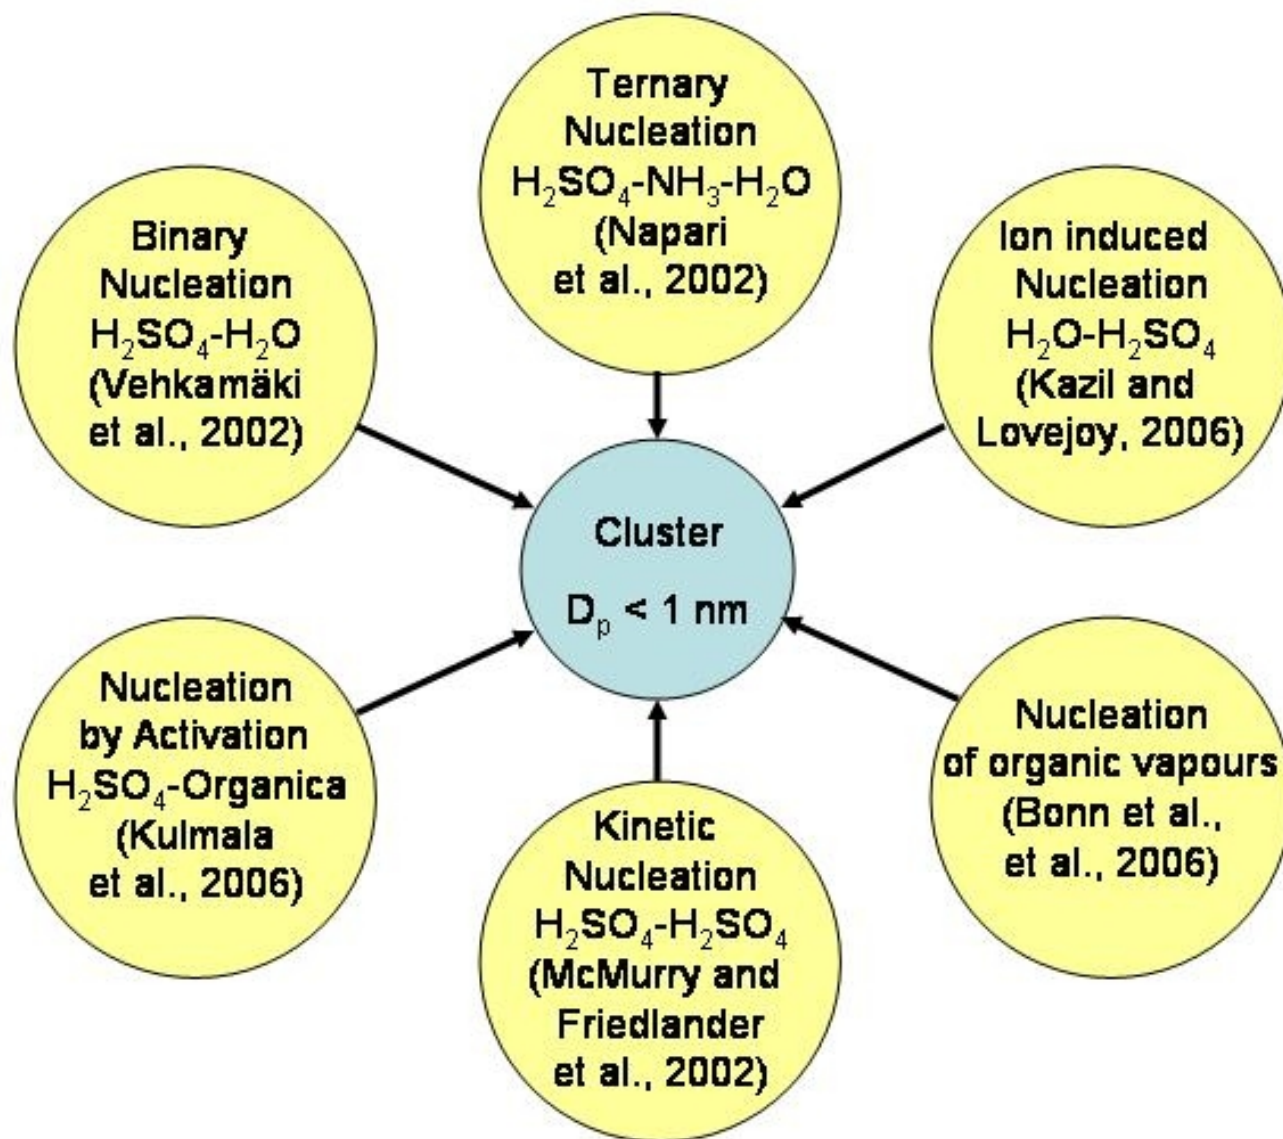 Ternary
Nucleation
H₂SO₄-NH₃-H₂O
(Napari
et al., 2002)
Binary
Nucleation
H₂SO₄-H₂O
(Vehkamäki
et al., 2002)
Ion induced
Nucleation
H₂O-H₂SO₄
(Kazil and
Lovejoy, 2006)
Cluster
Dₚ < 1 nm
Nucleation
by Activation
H₂SO₄-Organica
(Kulmala
et al., 2006)
Nucleation
of organic vapours
(Bonn et al.,
et al., 2006)
Kinetic
Nucleation
H₂SO₄-H₂SO₄
(McMurry and
Friedlander
et al., 2002)